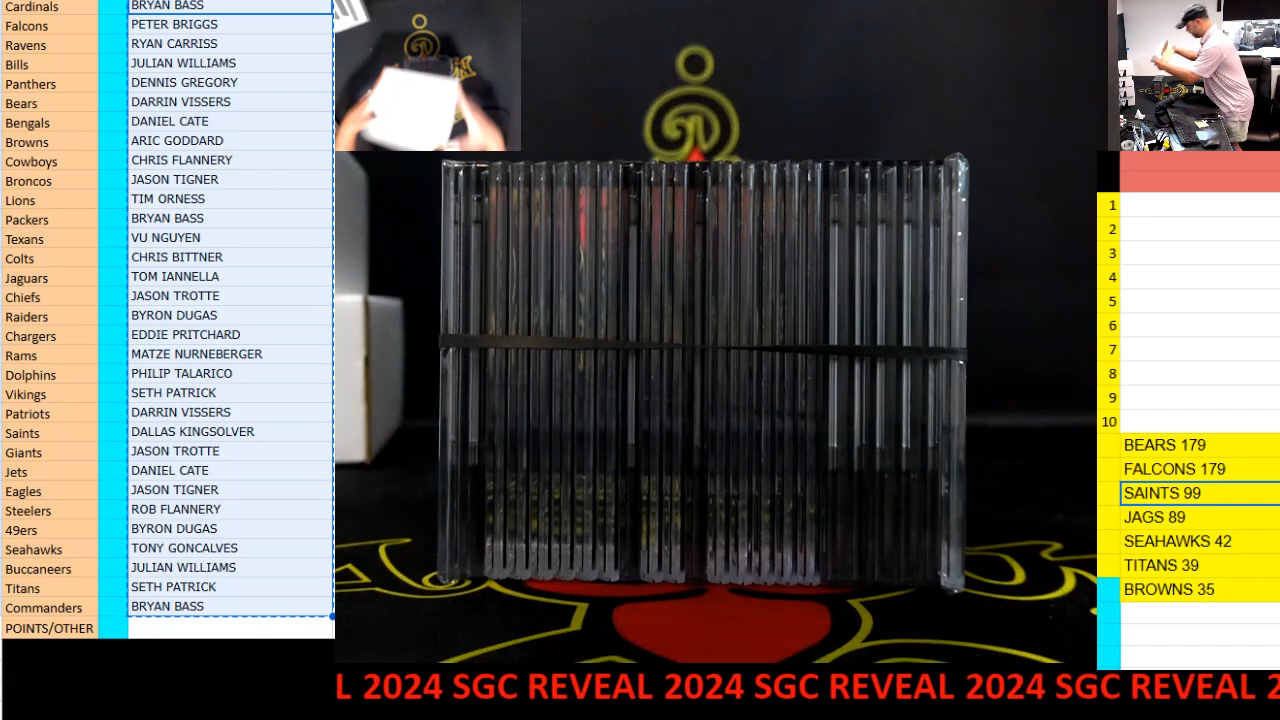 Cardinals BRYAN BASS
Falcons PETER BRIGGS
Ravens RYAN CARRISS
Bills JULIAN WILLIAMS
Panthers DENNIS GREGORY
Bears DARRIN VISSERS
Bengals DANIEL CATE
Browns ARIC GODDARD
Cowboys CHRIS FLANNERY
Broncos JASON TIGNER
Lions TIM ORNESS
Packers BRYAN BASS
Texans VU NGUYEN
Colts CHRIS BITTNER
Jaguars TOM IANNELLA
Chiefs JASON TROTTE
Raiders BYRON DUGAS
Chargers EDDIE PRITCHARD
Rams MATZE NURNEBERGER
Dolphins PHILIP TALARICO
Vikings SETH PATRICK
Patriots DARRIN VISSERS
Saints DALLAS KINGSOLVER
Giants JASON TROTTE
Jets DANIEL CATE
Eagles JASON TIGNER
Steelers ROB FLANNERY
49ers BYRON DUGAS
Seahawks TONY GONCALVES
Buccaneers JULIAN WILLIAMS
Titans SETH PATRICK
Commanders BRYAN BASS
POINTS/OTHER
1
2
3
4
5
6
7
8
9
10
BEARS 179
FALCONS 179
SAINTS 99
JAGS 89
SEAHAWKS 42
TITANS 39
BROWNS 35
L 2024 SGC REVEAL 2024 SGC REVEAL 2024 SGC REVEAL 2